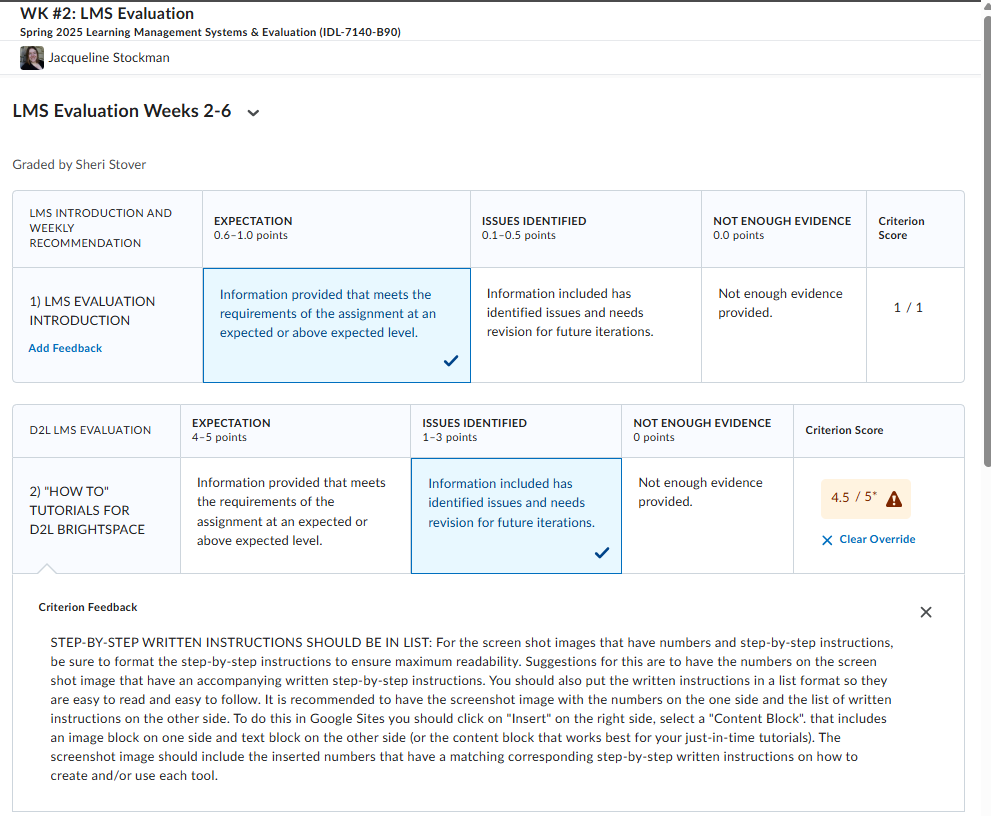 WK #2: LMS Evaluation
Spring 2025 Learning Management Systems & Evaluation (IDL-7140-B90)
Jacqueline Stockman
LMS Evaluation Weeks 2-6
Graded by Sheri Stover
LMS INTRODUCTION AND
WEEKLY
RECOMMENDATION
EXPECTATION
0.6–1.0 points
ISSUES IDENTIFIED
0.1–0.5 points
NOT ENOUGH EVIDENCE
0.0 points
Criterion
Score
1) LMS EVALUATION
INTRODUCTION
Add Feedback
Information provided that meets the
requirements of the assignment at an
expected or above expected level.
Information included has
identified issues and needs
revision for future iterations.
Not enough evidence
provided.
1 / 1
D2L LMS EVALUATION
EXPECTATION
4–5 points
ISSUES IDENTIFIED
1–3 points
NOT ENOUGH EVIDENCE
0 points
Criterion Score
2) "HOW TO"
TUTORIALS FOR
D2L BRIGHTSPACE
Information provided that meets
the requirements of the
assignment at an expected or
above expected level.
Information included has
identified issues and needs
revision for future iterations.
Not enough evidence
provided.
4.5 / 5*
Clear Override
Criterion Feedback
STEP-BY-STEP WRITTEN INSTRUCTIONS SHOULD BE IN LIST: For the screen shot images that have numbers and step-by-step instructions,
be sure to format the step-by-step instructions to ensure maximum readability. Suggestions for this are to have the numbers on the screen
shot image that have an accompanying written step-by-step instructions. You should also put the written instructions in a list format so they
are easy to read and easy to follow. It is recommended to have the screenshot image with the numbers on the one side and the list of written
instructions on the other side. To do this in Google Sites you should click on "Insert" on the right side, select a "Content Block". that includes
an image block on one side and text block on the other side (or the content block that works best for your just-in-time tutorials). The
screenshot image should include the inserted numbers that have a matching corresponding step-by-step written instructions on how to
create and/or use each tool.